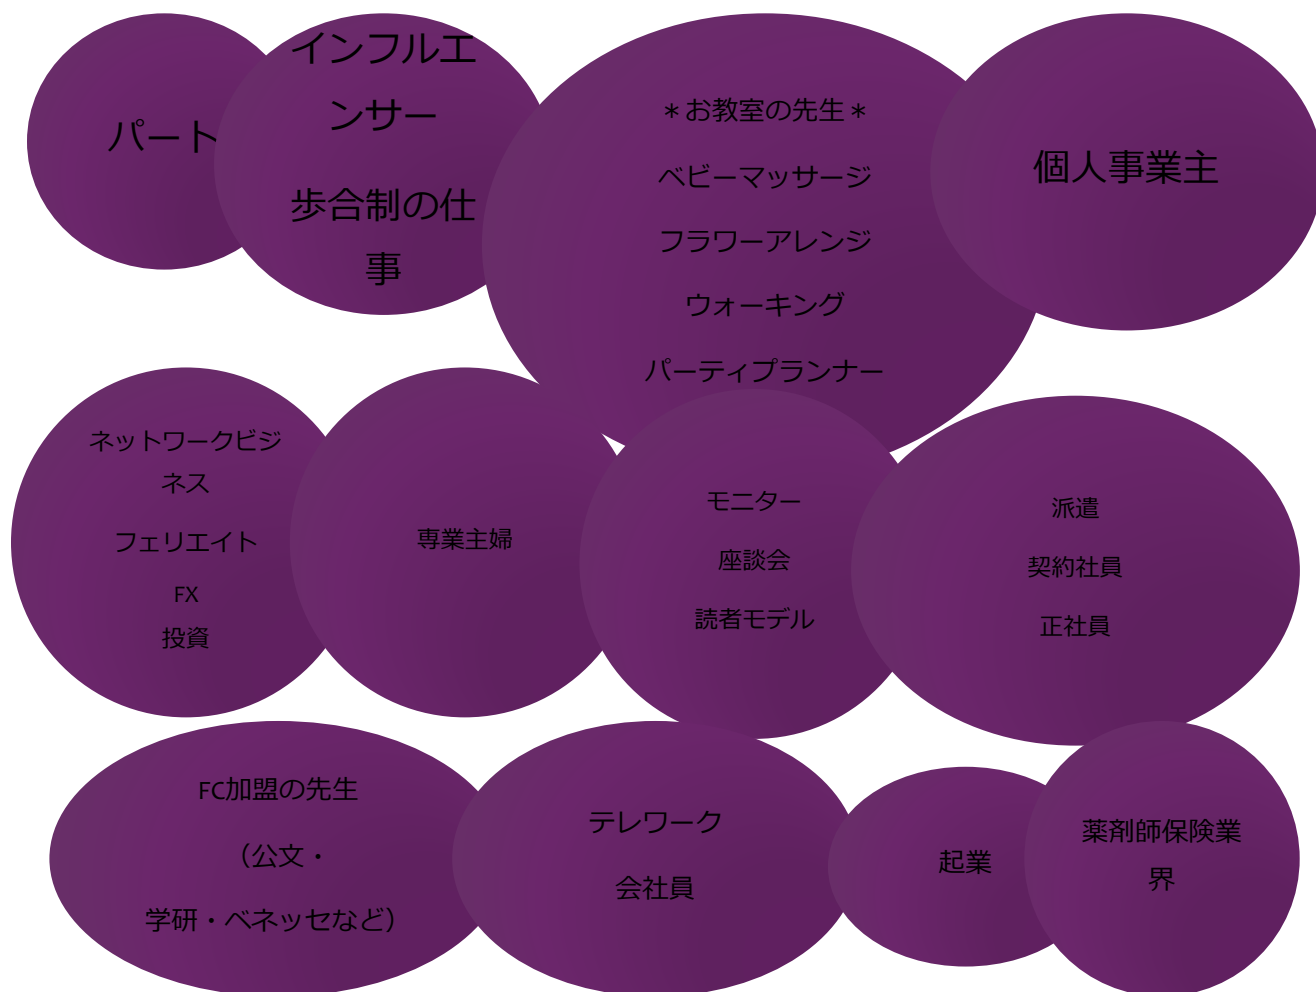 パート
インフルエ
ンサー
歩合制の仕
事
＊お教室の先生＊
ベビーマッサージ
フラワーアレンジ
ウォーキング
パーティプランナー
個人事業主
ネットワークビジ
ネス
フェリエイト
FX
投資
専業主婦
モニター
座談会
読者モデル
派遣
契約社員
正社員
FC加盟の先生
（公文・
学研・ベネッセなど）
テレワーク
会社員
起業
薬剤師保険業
界